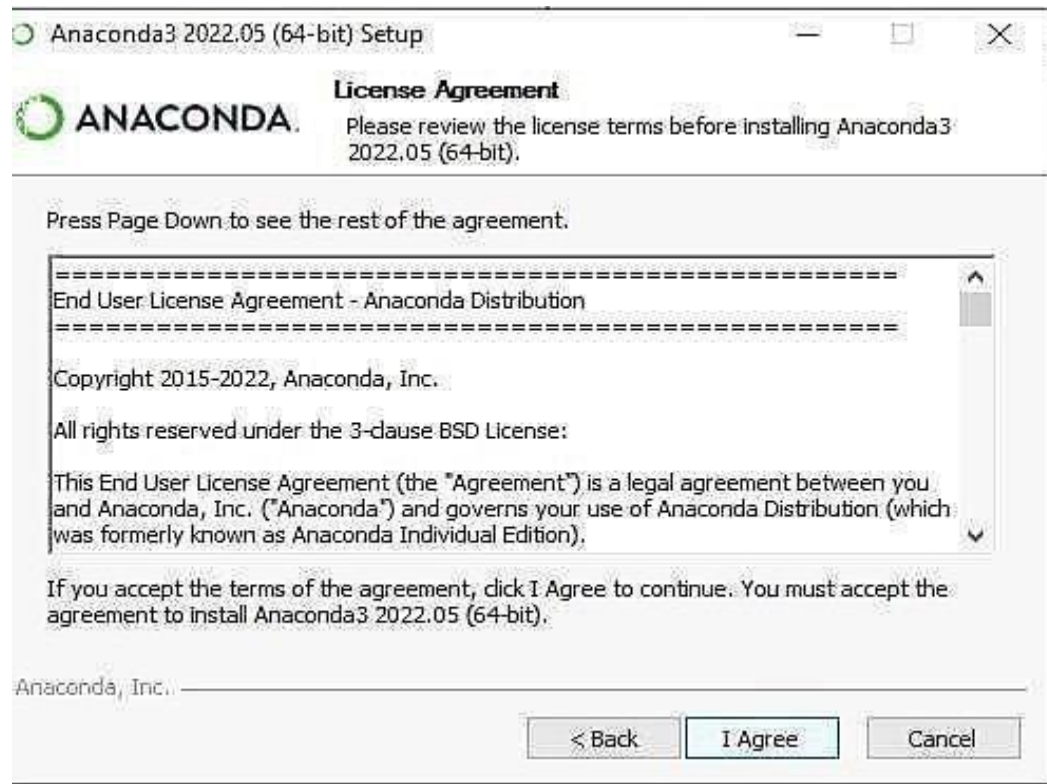 Anaconda3 2022.05 (64-bit) Setup
ANACONDA.
License Agreement
Please review the license terms before installing Anaconda3
2022.05 (64-bit).
Press Page Down to see the rest of the agreement.
==================================================
End User License Agreement - Anaconda Distribution
==================================================
Copyright 2015-2022, Anaconda, Inc.
All rights reserved under the 3-clause BSD License:
This End User License Agreement (the "Agreement") is a legal agreement between you
and Anaconda, Inc. ("Anaconda") and governs your use of Anaconda Distribution (which
was formerly known as Anaconda Individual Edition).
If you accept the terms of the agreement, click I Agree to continue. You must accept the
agreement to install Anaconda3 2022.05 (64-bit).
Anaconda, Inc.
< Back I Agree Cancel